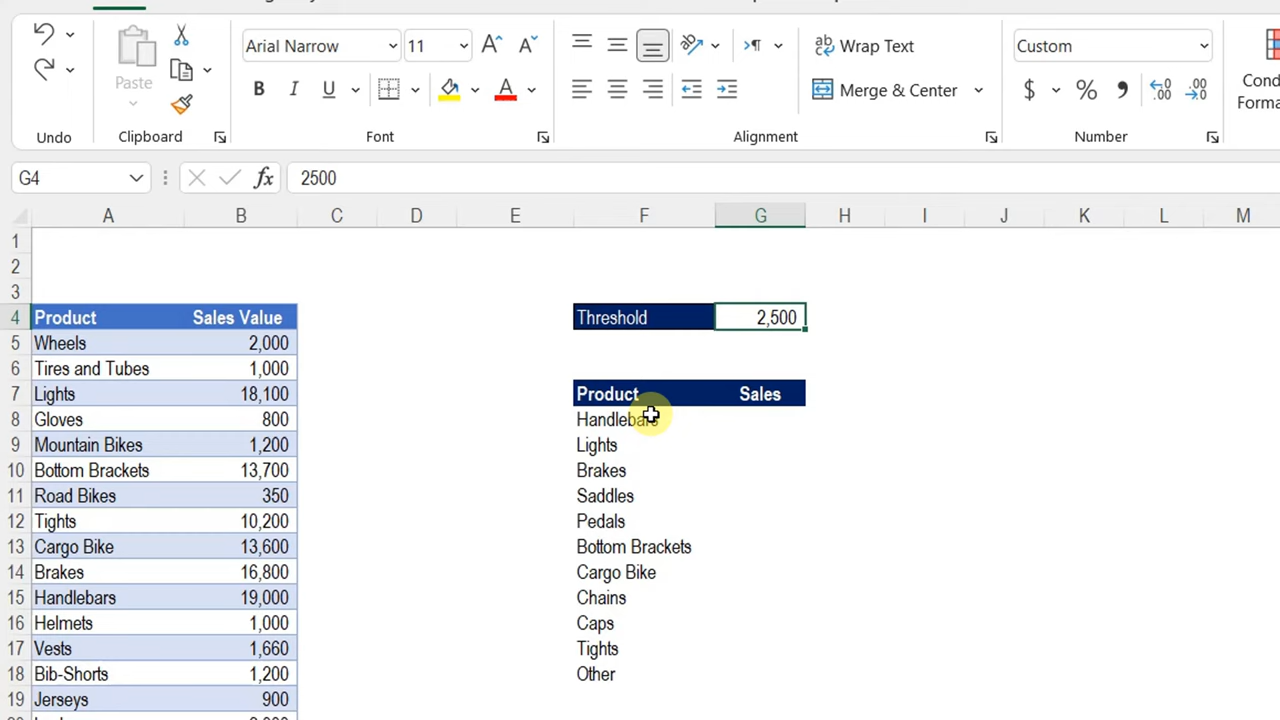 Arial Narrow 11 Wrap Text Custom
Paste Merge & Center $ % Cond
Forma
Undo Clipboard Font Alignment Number
G4 fx 2500
A B C D E F G H I J K L M
1
2
3
4 Product Sales Value Threshold 2,500
5 Wheels 2,000
6 Tires and Tubes 1,000
7 Lights 18,100 Product Sales
8 Gloves 800 Handlebars
9 Mountain Bikes 1,200 Lights
10 Bottom Brackets 13,700 Brakes
11 Road Bikes 350 Saddles
12 Tights 10,200 Pedals
13 Cargo Bike 13,600 Bottom Brackets
14 Brakes 16,800 Cargo Bike
15 Handlebars 19,000 Chains
16 Helmets 1,000 Caps
17 Vests 1,660 Tights
18 Bib-Shorts 1,200 Other
19 Jerseys 900